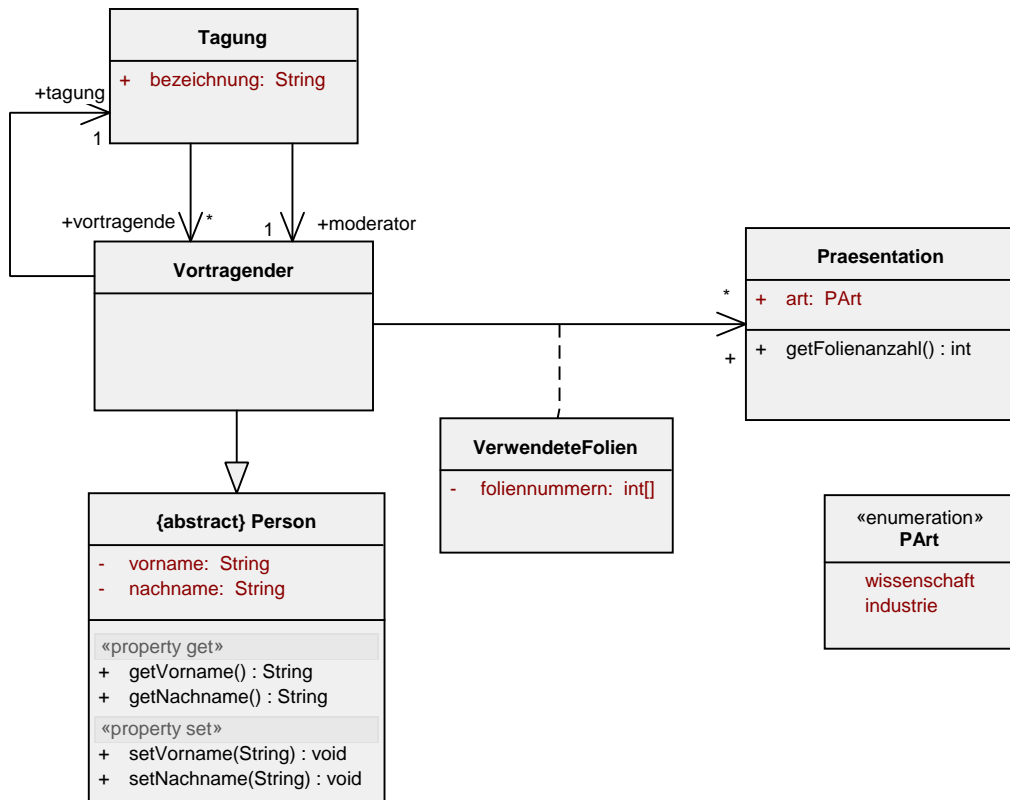 Tagung
+ bezeichnung: String
+tagung
1
+vortragende
*
1
+moderator
Vortragender
Praesentation
+ art: PArt
+ getFolienanzahl() : int
*
+
VerwendeteFolien
- foliennummern: int[]
{abstract} Person
- vorname: String
- nachname: String
«property get»
+ getVorname() : String
+ getNachname() : String
«property set»
+ setVorname(String) : void
+ setNachname(String) : void
«enumeration»
PArt
wissenschaft
industrie